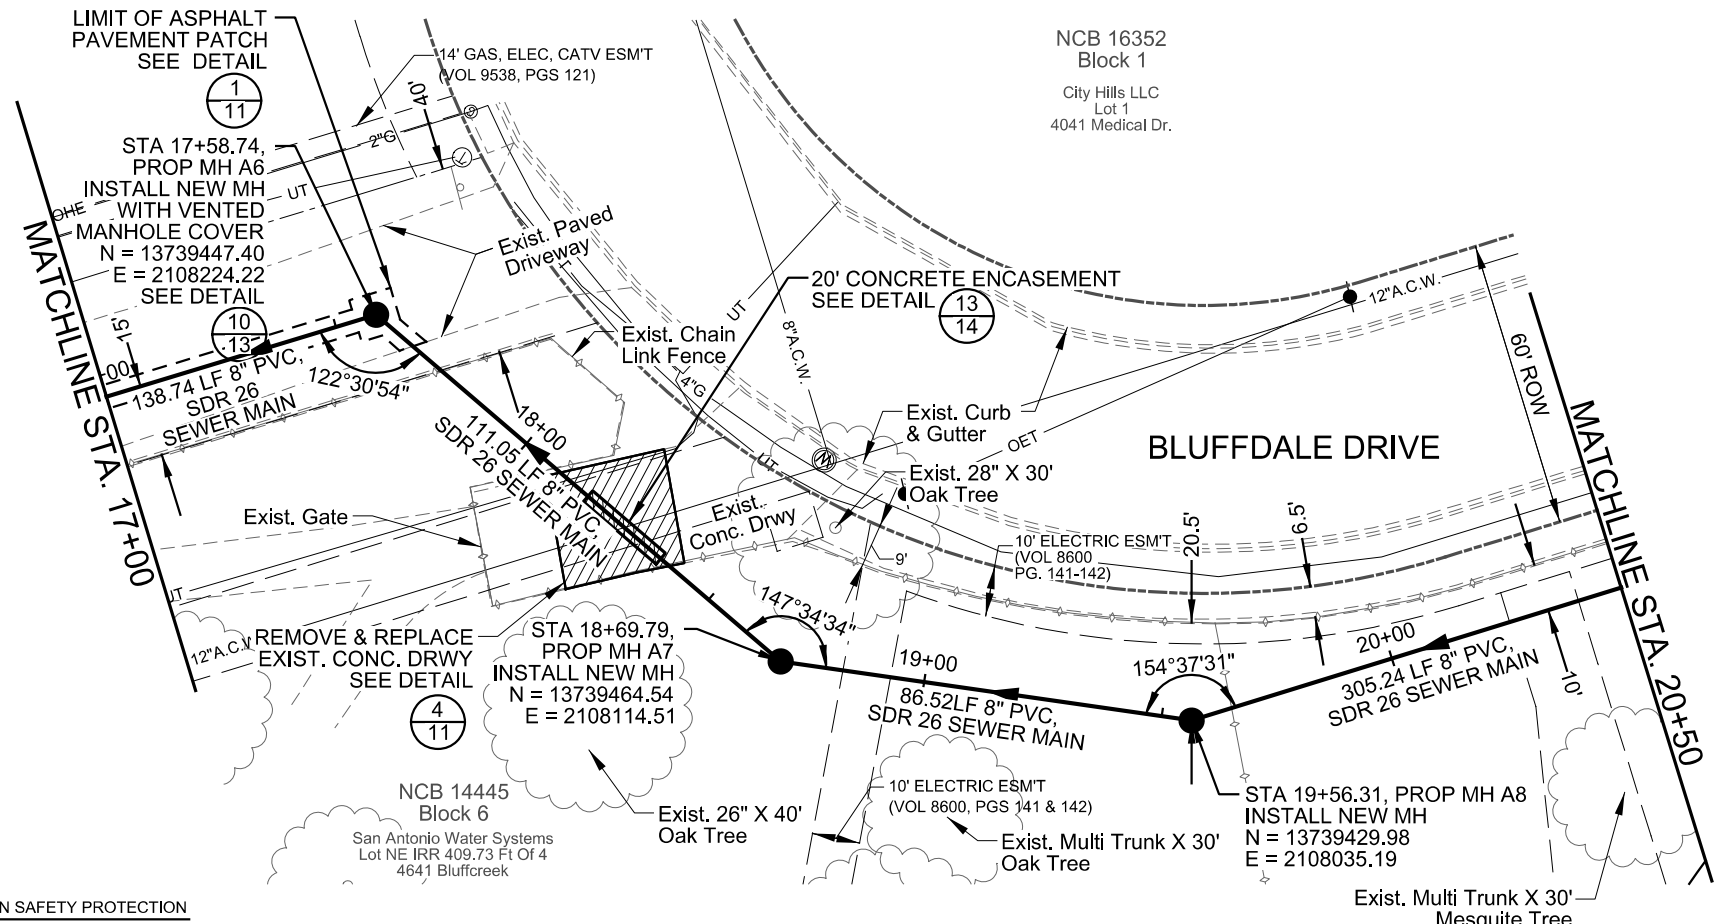 LIMIT OF ASPHALT
PAVEMENT PATCH
SEE DETAIL
1
11
STA 17+58.74,
PROP MH A6
INSTALL NEW MH
WITH VENTED
MANHOLE COVER
N = 13739447.40
E = 2108224.22
SEE DETAIL
10
13
14' GAS, ELEC, CATV ESM'T
(VOL 9538, PGS 121)
40'
2"G
UT
OHE
Exist. Paved
Driveway
NCB 16352
Block 1
City Hills LLC
Lot 1
4041 Medical Dr.
MATCHLINE STA. 17+00
15'
+00
138.74 LF 8" PVC,
SDR 26
SEWER MAIN
122°30'54"
20' CONCRETE ENCASEMENT
SEE DETAIL
13
14
UT
8"A.C.W.
Exist. Chain
Link Fence
4"G
12"A.C.W.
60' ROW
18+00
111.05 LF 8" PVC,
SDR 26 SEWER MAIN
Exist. Curb
& Gutter
OET
BLUFFDALE DRIVE
UT
Exist. 28" X 30'
Oak Tree
Exist. Gate
Exist.
Conc. Drwy
9'
10' ELECTRIC ESM'T
(VOL 8600
PG. 141-142)
20.5'
6.5'
MATCHLINE STA. 20+50
UT
12"A.C.W
REMOVE & REPLACE
EXIST. CONC. DRWY
SEE DETAIL
4
11
STA 18+69.79,
PROP MH A7
INSTALL NEW MH
N = 13739464.54
E = 2108114.51
147°34'34"
19+00
86.52LF 8" PVC,
SDR 26 SEWER MAIN
154°37'31"
20+00
305.24 LF 8" PVC,
SDR 26 SEWER MAIN
10'
NCB 14445
Block 6
San Antonio Water Systems
Lot NE IRR 409.73 Ft Of 4
4641 Bluffcreek
Exist. 26" X 40'
Oak Tree
10' ELECTRIC ESM'T
(VOL 8600, PGS 141 & 142)
Exist. Multi Trunk X 30'
Oak Tree
STA 19+56.31, PROP MH A8
INSTALL NEW MH
N = 13739429.98
E = 2108035.19
Exist. Multi Trunk X 30'
Mesquite Tree
N SAFETY PROTECTION